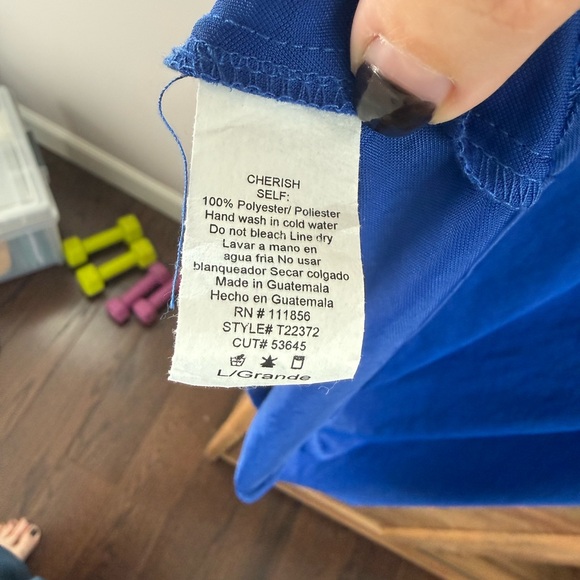 CHERISH
SELF:
100% Polyester/ Poliester
Hand wash in cold water
Do not bleach Line dry
Lavar a mano en
agua fria No usar
blanqueador Secar colgado
Made in Guatemala
Hecho en Guatemala
RN # 111856
STYLE# T22372
CUT# 53645
L/Grande